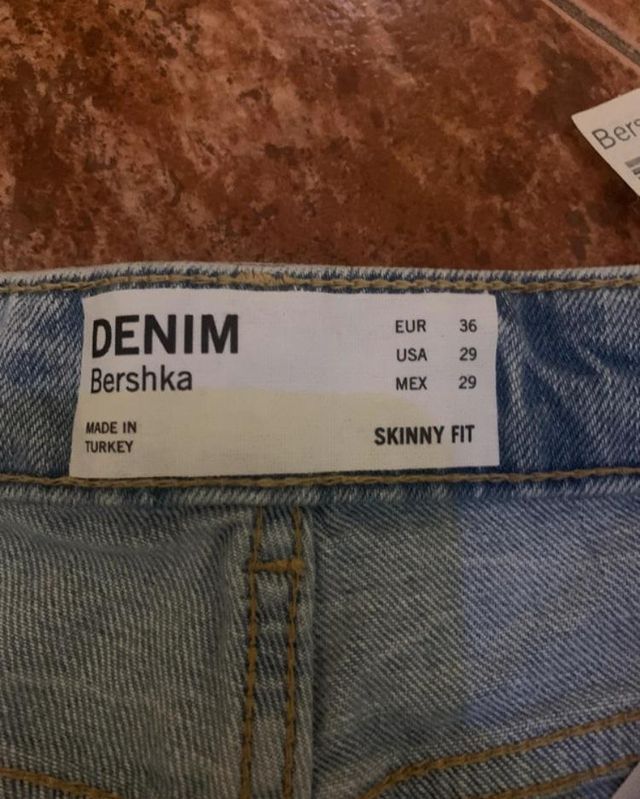 DENIM
Bershka
MADE IN
TURKEY
EUR 36
USA 29
MEX 29
SKINNY FIT
Bers